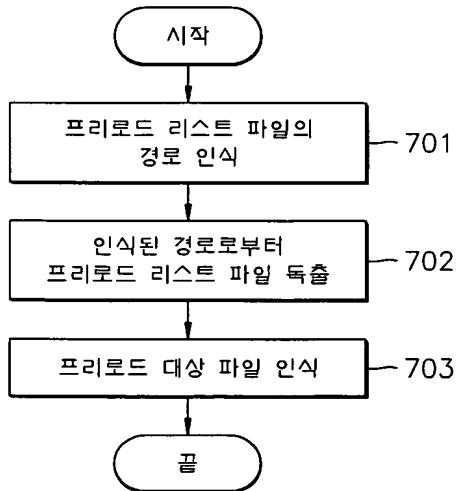 시작
프리로드 리스트 파일의
경로 인식
701
인식된 경로로부터
프리로드 리스트 파일 독출
702
프리로드 대상 파일 인식
703
끝